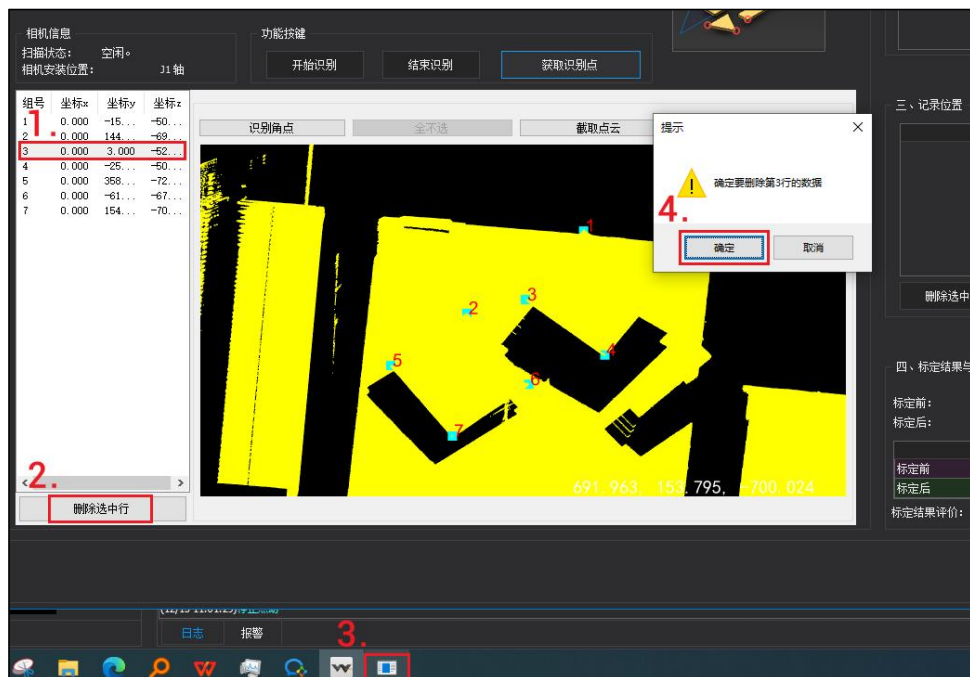 相机信息
扫描状态： 空闲。
相机安装位置： J1轴
功能按键
开始识别 结束识别 获取识别点
组号 坐标x 坐标y 坐标z
1 0.000 -15... -50...
2 0.000 144... -69...
3 0.000 3.000 -52...
4 0.000 -25... -50...
5 0.000 358... -72...
6 0.000 -61... -67...
7 0.000 154... -70...
1.
2.
删除选中行
识别角点 全不选 截取点云
1
2
3
4
5
6
7
691.963, 153.795, -700.024
提示
确定要删除第3行的数据
4.
确定 取消
三、记录位置
删除选中
四、标定结果与
标定前：
标定后：
标定前
标定后
标定结果评价：
日志 报警
3.